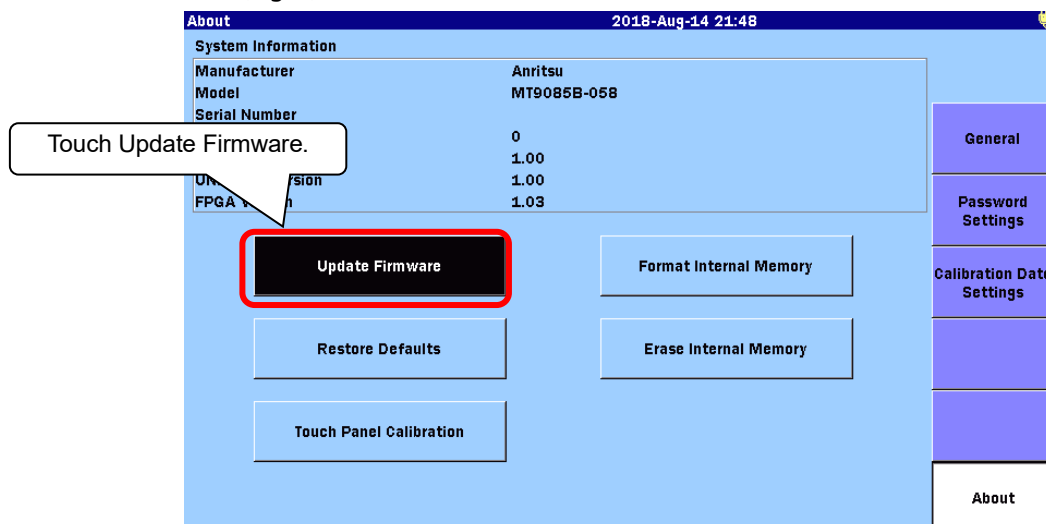 About 2018-Aug-14 21:48
System Information
Manufacturer Anritsu
Model MT9085B-058
Serial Number
0
1.00
1.00
FPGA 1.03
Touch Update Firmware.
Update Firmware
Format Internal Memory
Restore Defaults
Erase Internal Memory
Touch Panel Calibration
General
Password
Settings
Calibration Date
Settings
About